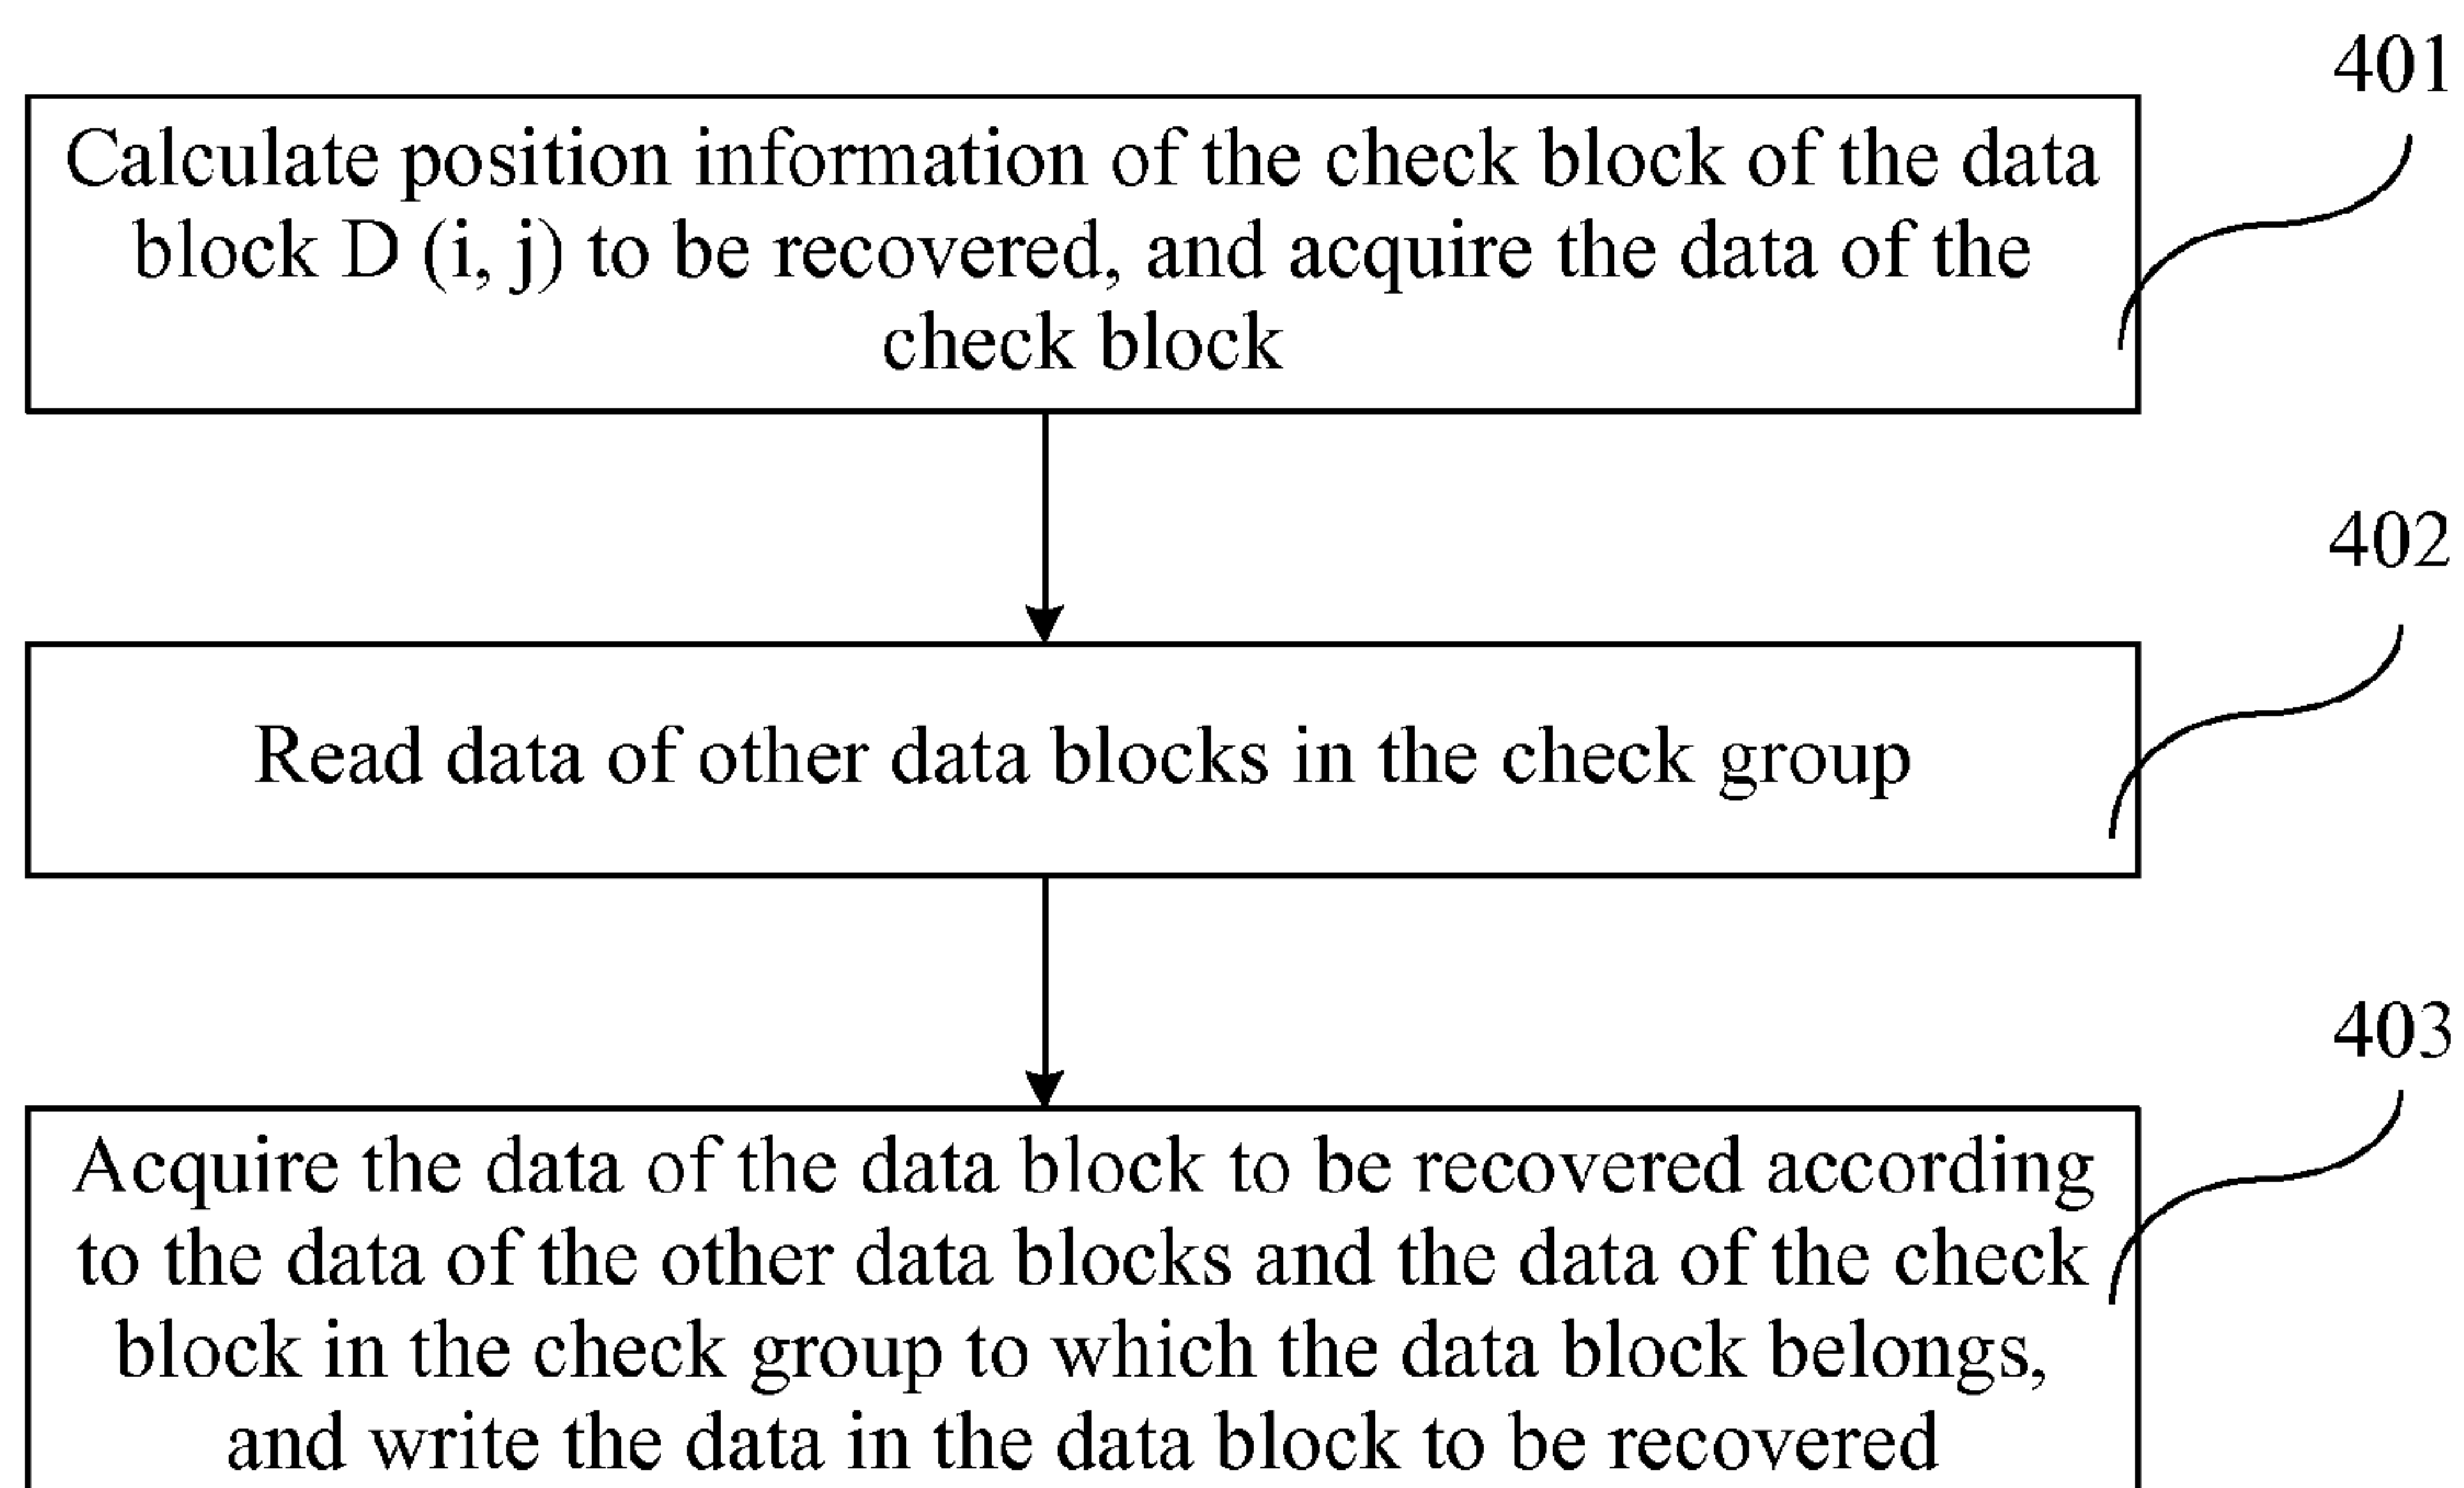 401
Calculate position information of the check block of the data
block D (i, j) to be recovered, and acquire the data of the
check block
402
Read data of other data blocks in the check group
403
Acquire the data of the data block to be recovered according
to the data of the other data blocks and the data of the check
block in the check group to which the data block belongs,
and write the data in the data block to be recovered